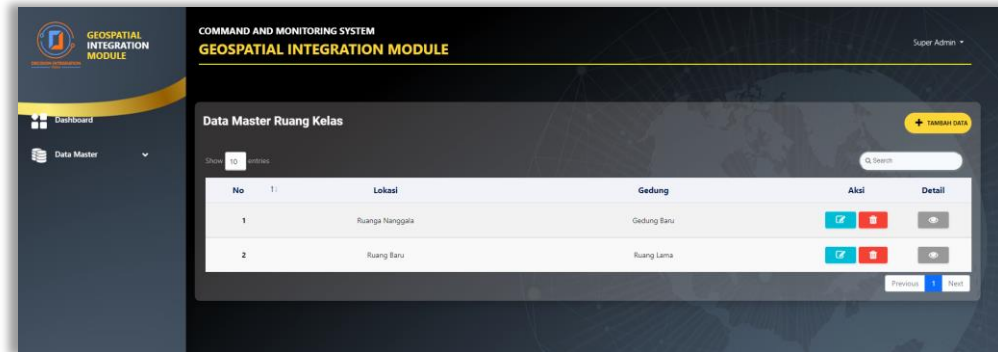 GEOSPATIAL
INTEGRATION
MODULE
COMMAND AND MONITORING SYSTEM
GEOSPATIAL INTEGRATION MODULE
Super Admin
Dashboard
Data Master
Data Master Ruang Kelas
+ TAMBAH DATA
Show 10 entries
Search
No Lokasi Gedung Aksi Detail
1 Ruanga Nanggala Gedung Baru
2 Ruang Baru Ruang Lama
Previous 1 Next